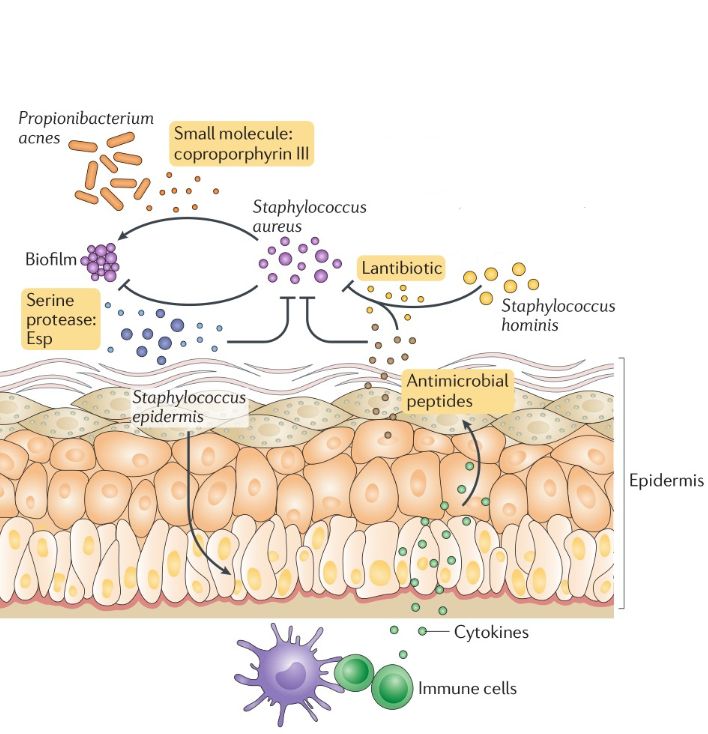 Propionibacterium
acnes
Small molecule:
coproporphyrin III
Staphylococcus
aureus
Biofilm
Lantibiotic
Serine
protease:
Esp
Staphylococcus
hominis
Antimicrobial
peptides
Staphylococcus
epidermis
Epidermis
Cytokines
Immune cells